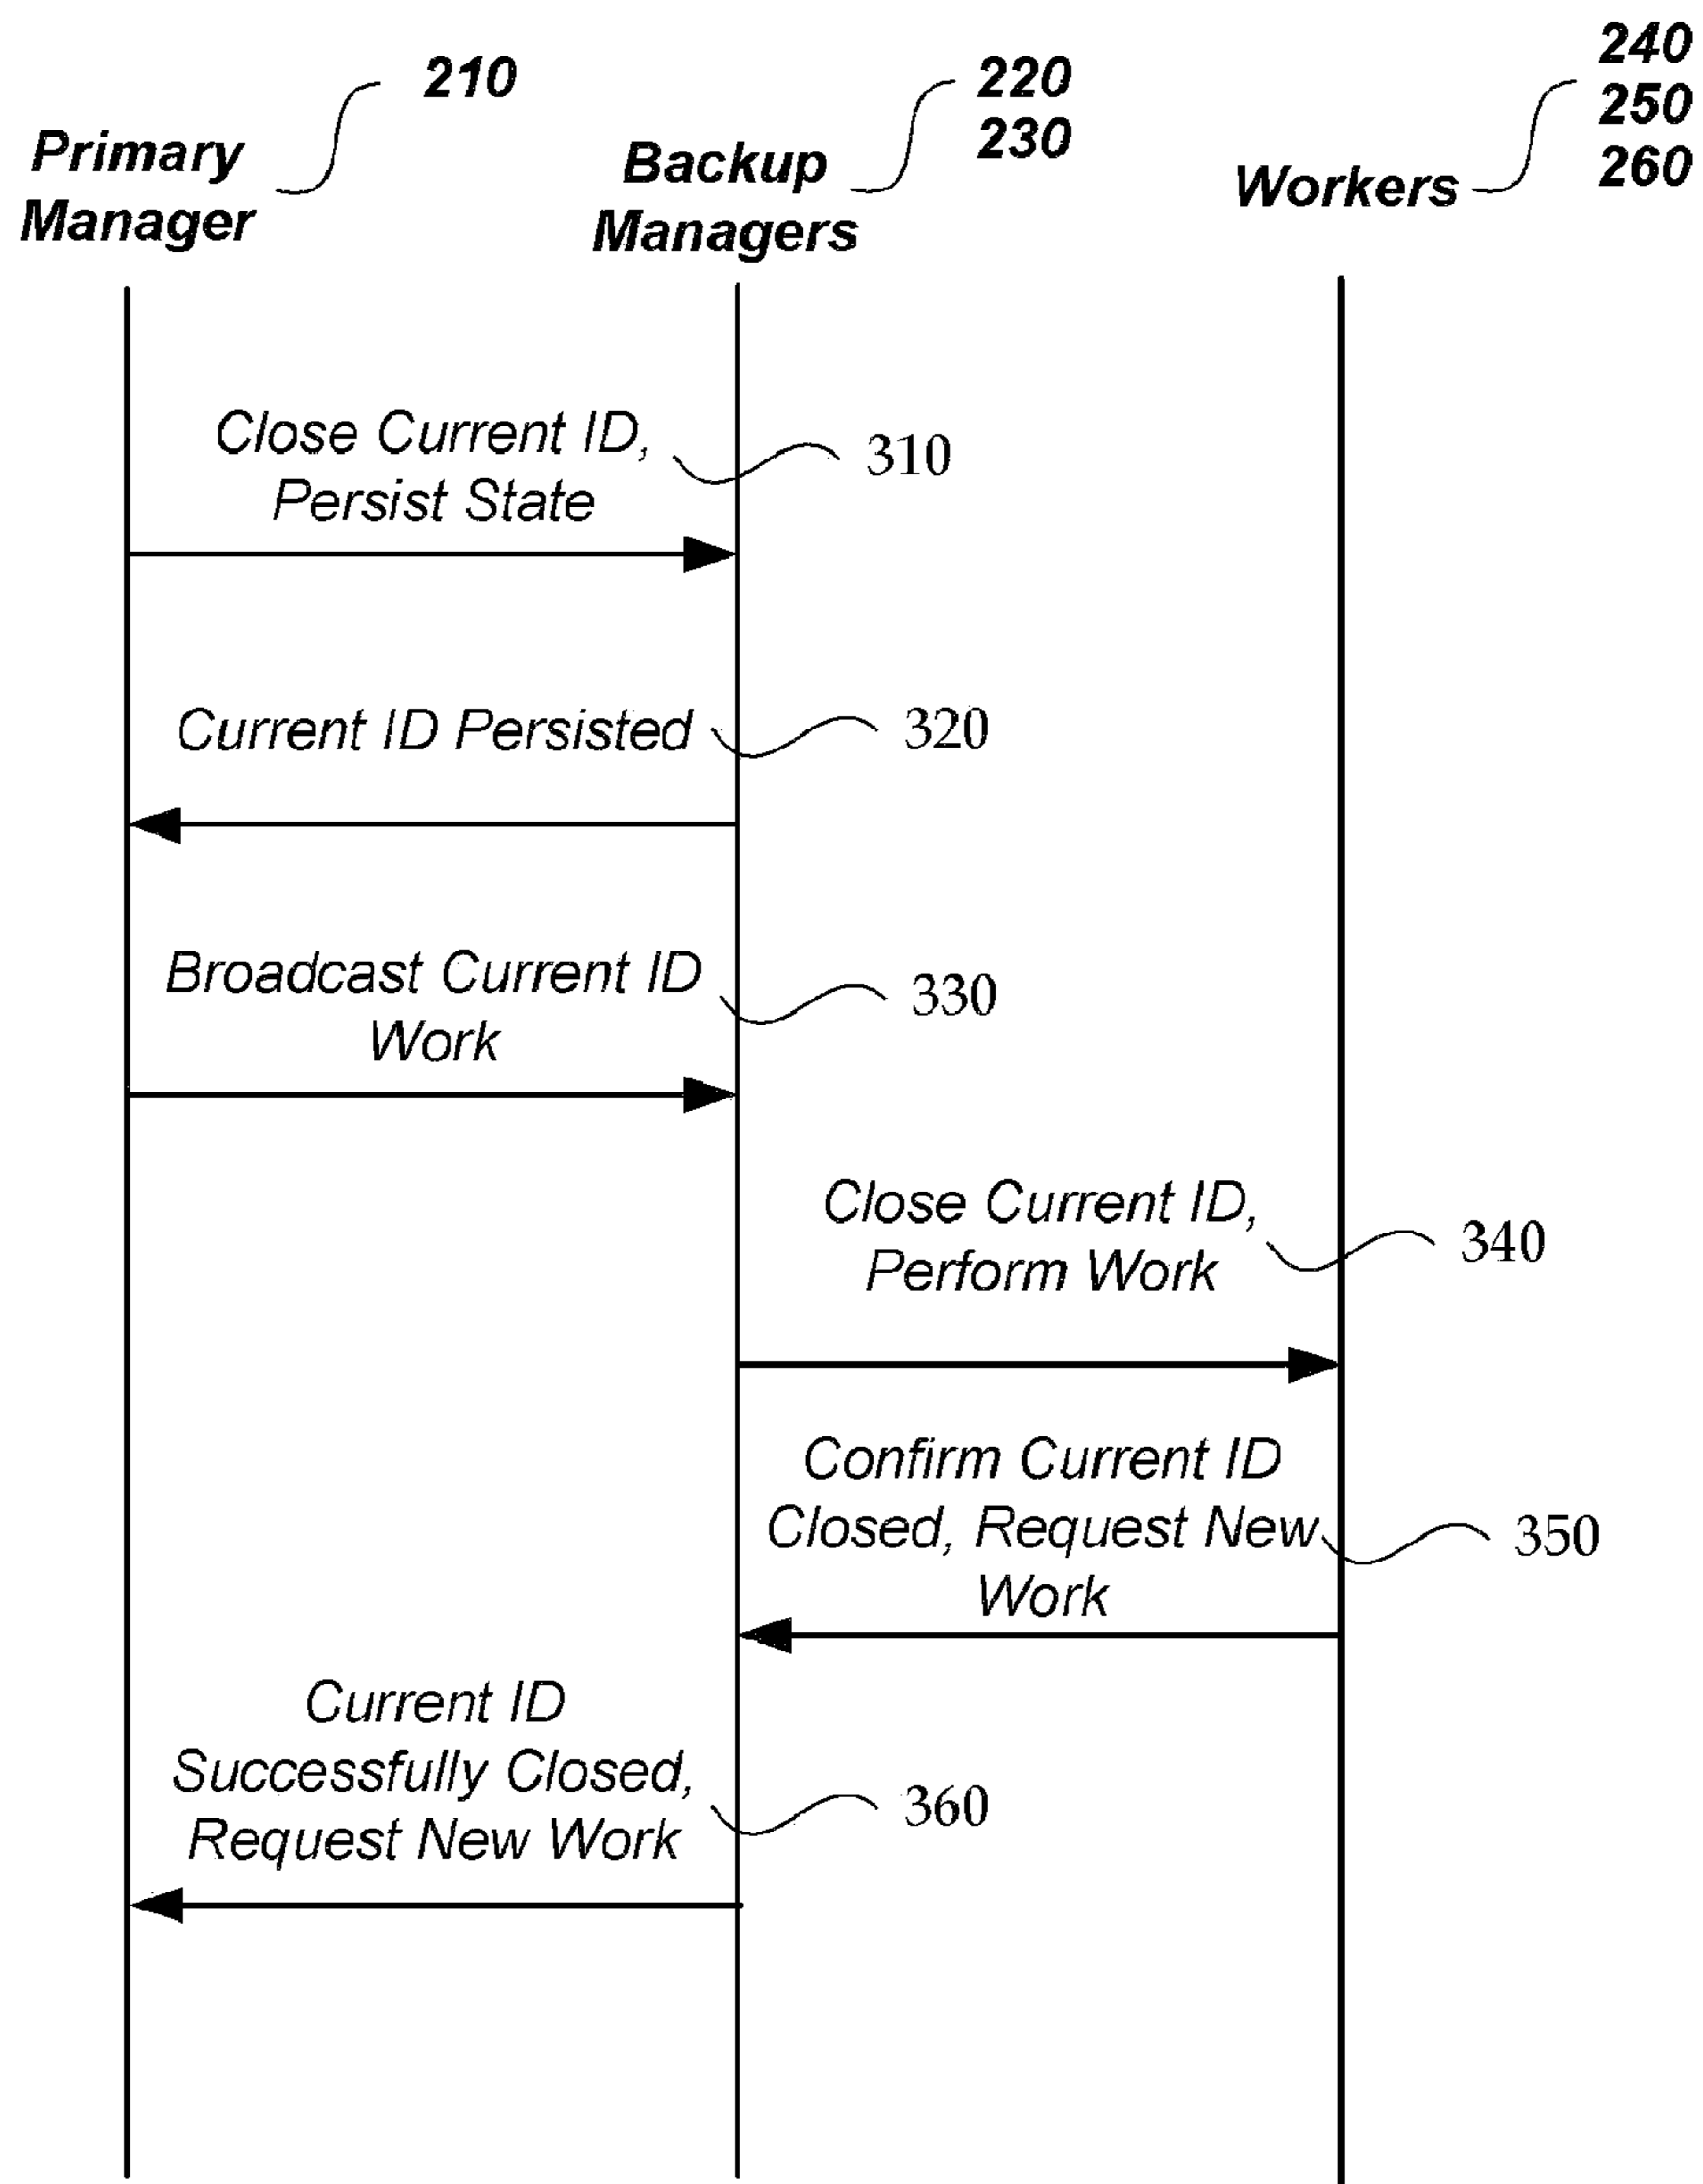 210
Primary
Manager
220
230
Backup
Managers
240
250
260
Workers
Close Current ID,
Persist State
310
Current ID Persisted
320
Broadcast Current ID
Work
330
Close Current ID,
Perform Work
340
Confirm Current ID
Closed, Request New
Work
350
Current ID
Successfully Closed,
Request New Work
360